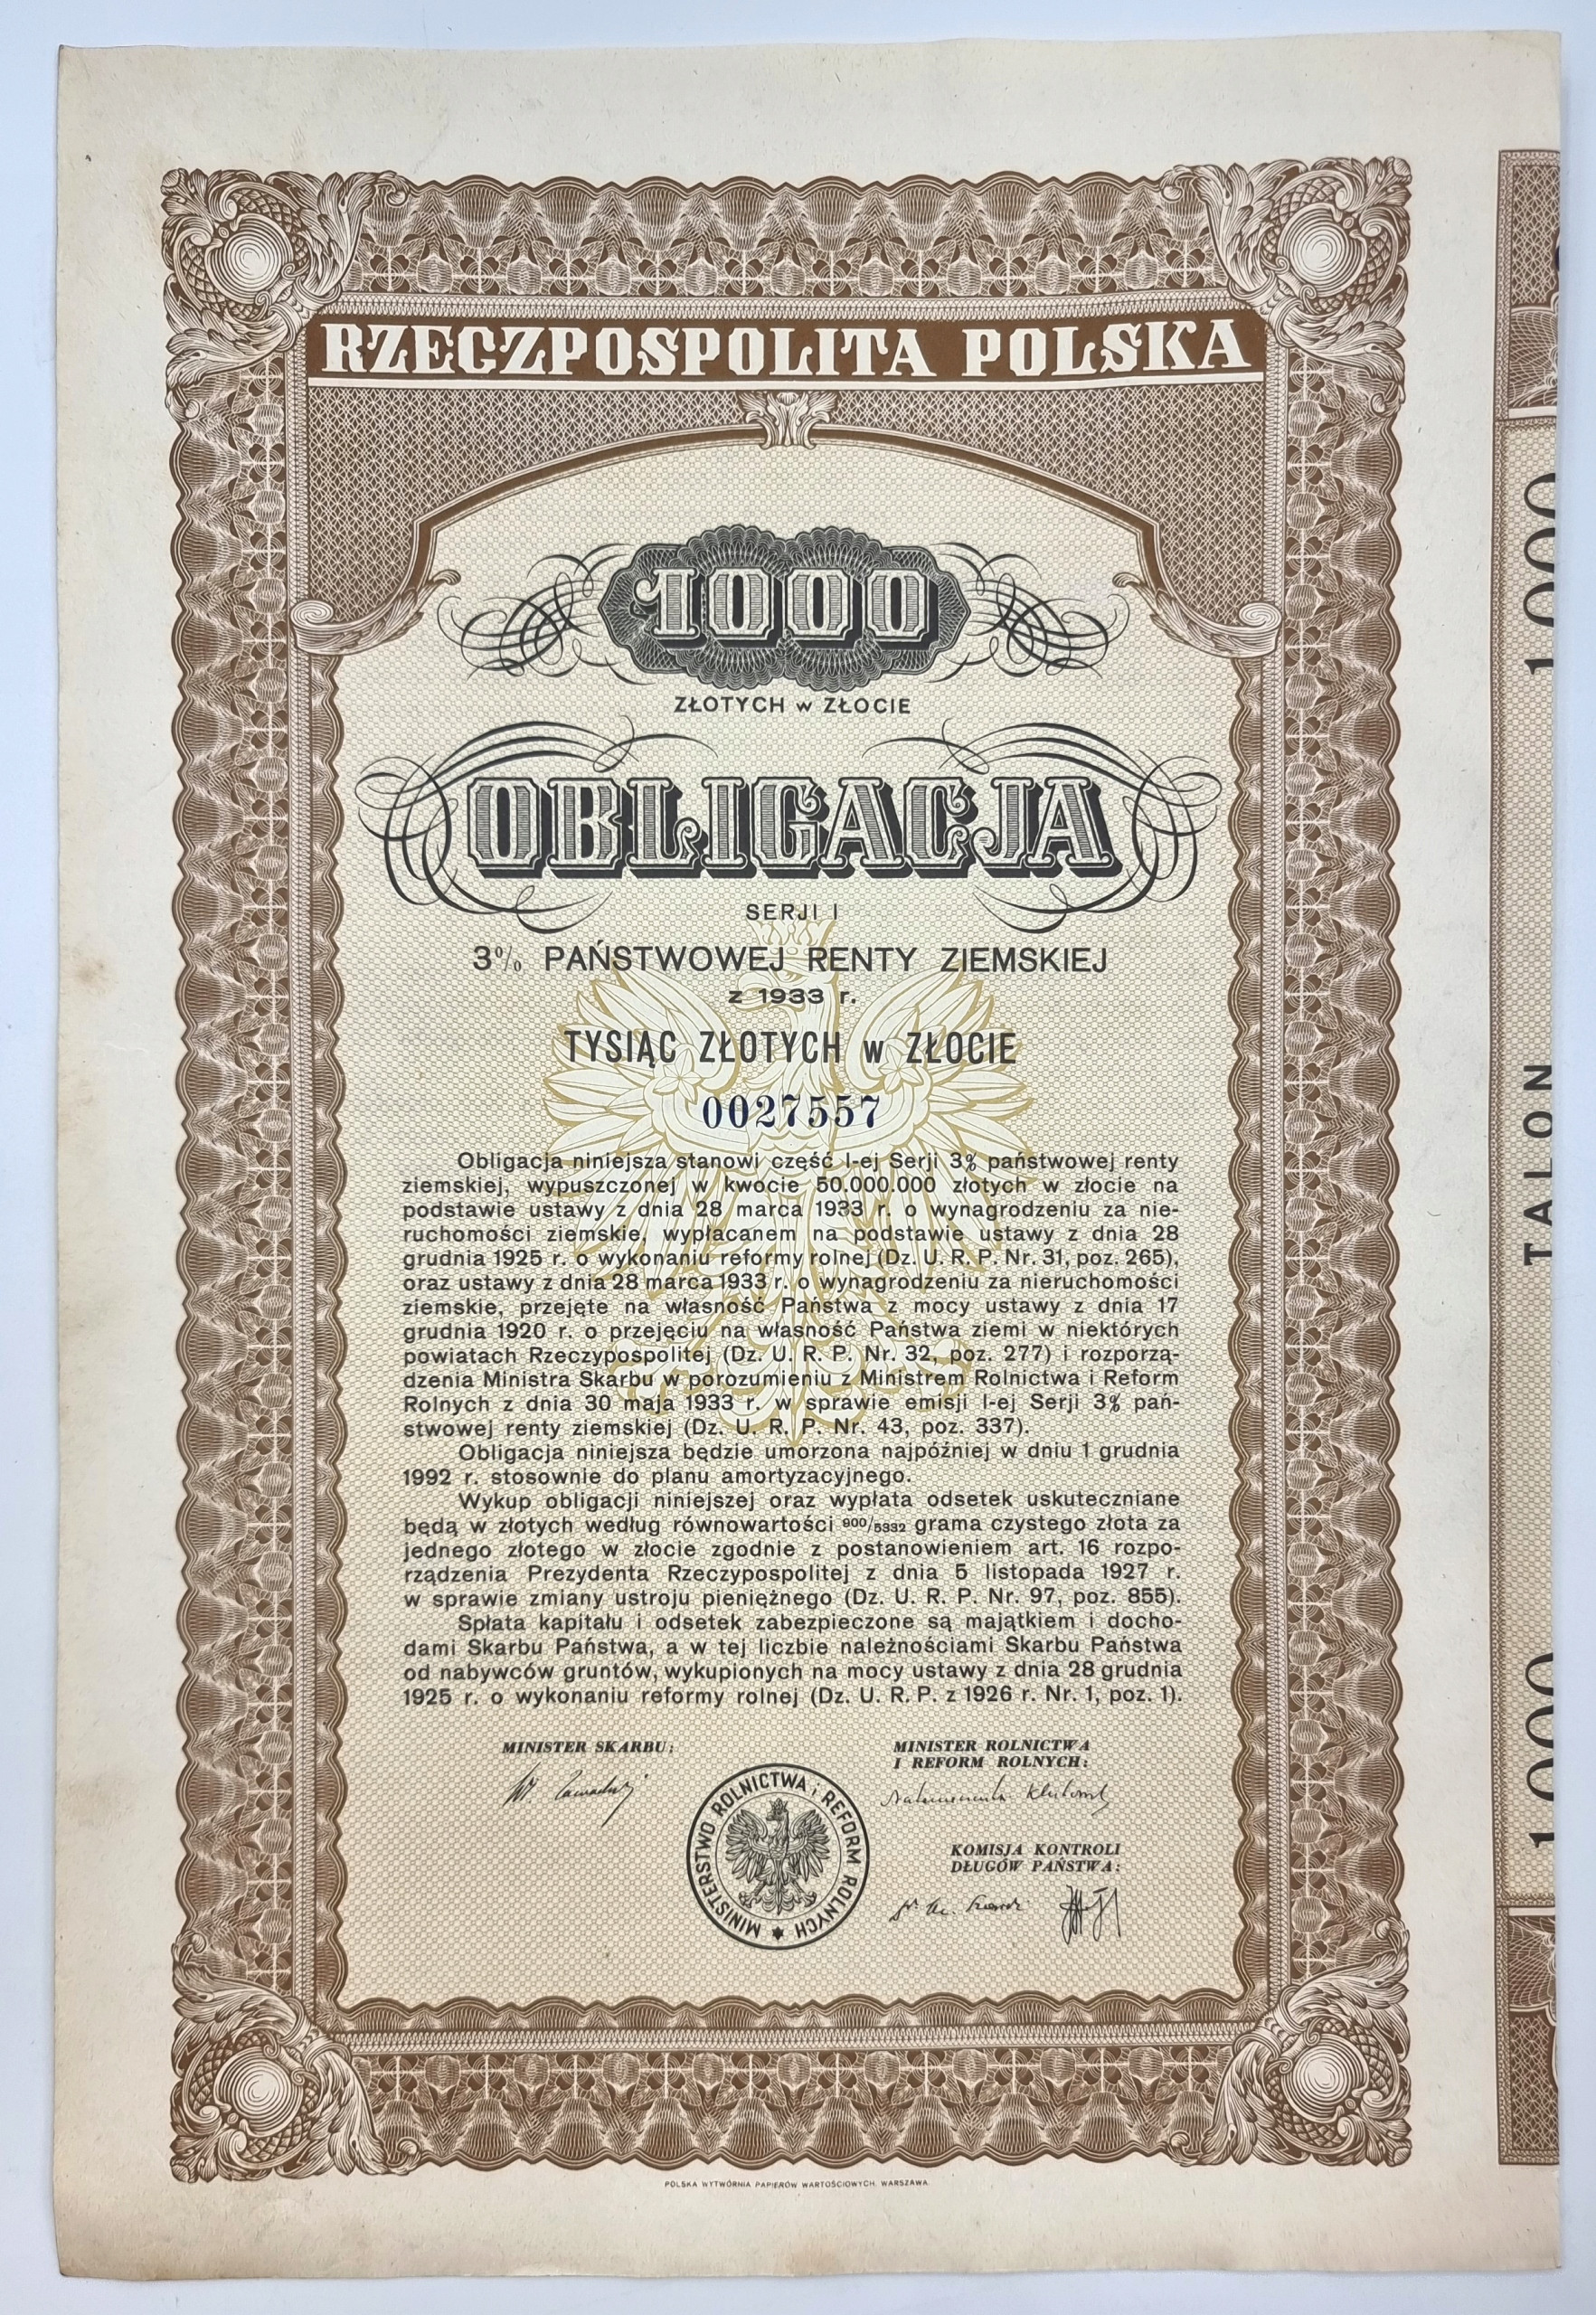 RZECZPOSPOLITA POLSKA
1000
ZŁOTYCH w ZŁOCIE
OBLIGACJA
SERJI I
3% PAŃSTWOWEJ RENTY ZIEMSKIEJ
z 1933 r.
TYSIĄC ZŁOTYCH w ZŁOCIE
0027557
Obligacja niniejsza stanowi część I-ej Serji 3% państwowej renty
ziemskiej, wypuszczonej w kwocie 50.000.000 złotych w złocie na
podstawie ustawy z dnia 28 marca 1933 r. o wynagrodzeniu za nie-
ruchomości ziemskie, wypłacanem na podstawie ustawy z dnia 28
grudnia 1925 r. o wykonaniu reformy rolnej (Dz. U. R. P. Nr. 31, poz. 265),
oraz ustawy z dnia 28 marca 1933 r. o wynagrodzeniu za nieruchomości
ziemskie, przejęte na własność Państwa z mocy ustawy z dnia 17
grudnia 1920 r. o przejęciu na własność Państwa ziemi w niektórych
powiatach Rzeczypospolitej (Dz. U. R. P. Nr. 32, poz. 277) i rozporzą-
dzenia Ministra Skarbu w porozumieniu z Ministrem Rolnictwa i Reform
Rolnych z dnia 30 maja 1933 r. w sprawie emisji I-ej Serji 3% pań-
stwowej renty ziemskiej (Dz. U. R. P. Nr. 43, poz. 337).
Obligacja niniejsza będzie umorzona najpóźniej w dniu 1 grudnia
1992 r. stosownie do planu amortyzacyjnego.
Wykup obligacji niniejszej oraz wypłata odsetek uskuteczniane
będą w złotych według równowartości 900/5332 grama czystego złota za
jednego złotego w złocie zgodnie z postanowieniem art. 16 rozpo-
rządzenia Prezydenta Rzeczypospolitej z dnia 5 listopada 1927 r.
w sprawie zmiany ustroju pieniężnego (Dz. U. R. P. Nr. 97, poz. 855).
Spłata kapitału i odsetek zabezpieczone są majątkiem i docho-
dami Skarbu Państwa, a w tej liczbie należnościami Skarbu Państwa
od nabywców gruntów, wykupionych na mocy ustawy z dnia 28 grudnia
1925 r. o wykonaniu reformy rolnej (Dz. U. R. P. z 1926 r. Nr. 1, poz. 1).
MINISTER SKARBU:
MINISTER ROLNICTWA
I REFORM ROLNYCH:
MINISTERSTWO ROLNICTWA i REFORM ROLNYCH
KOMISJA KONTROLI
DŁUGÓW PAŃSTWA:
POLSKA WYTWÓRNIA PAPIERÓW WARTOŚCIOWYCH. WARSZAWA.
1000
TALON
1000